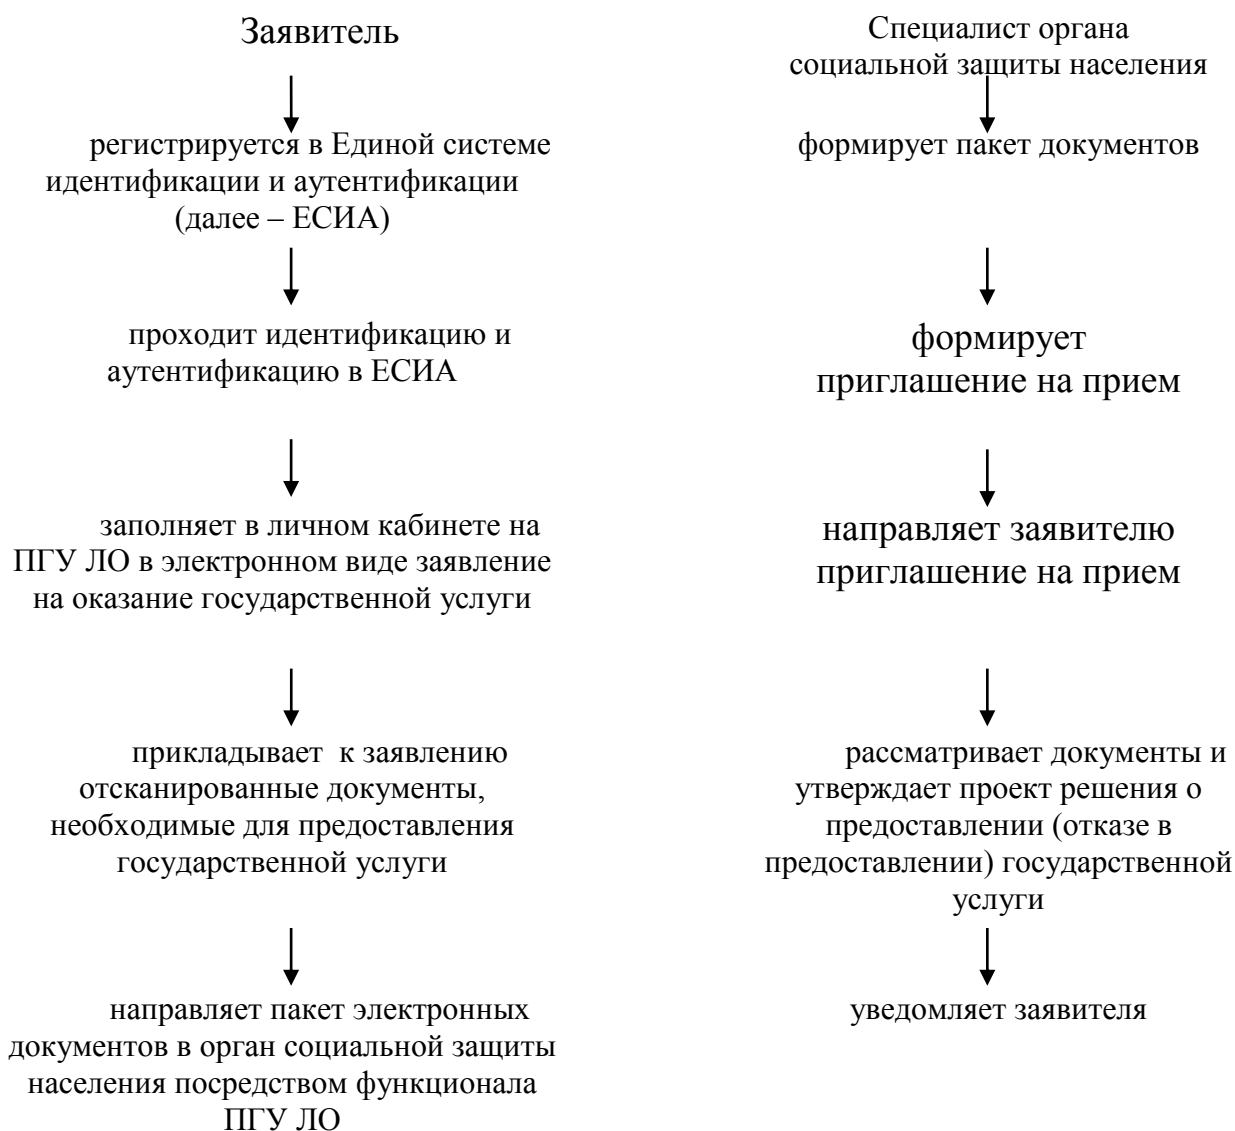 Заявитель
регистрируется в Единой системе
идентификации и аутентификации
(далее – ЕСИА)
проходит идентификацию и
аутентификацию в ЕСИА
заполняет в личном кабинете на
ПГУ ЛО в электронном виде заявление
на оказание государственной услуги
прикладывает к заявлению
отсканированные документы,
необходимые для предоставления
государственной услуги
направляет пакет электронных
документов в орган социальной защиты
населения посредством функционала
ПГУ ЛО
Специалист органа
социальной защиты населения
формирует пакет документов
формирует
приглашение на прием
направляет заявителю
приглашение на прием
рассматривает документы и
утверждает проект решения о
предоставлении (отказе в
предоставлении) государственной
услуги
уведомляет заявителя